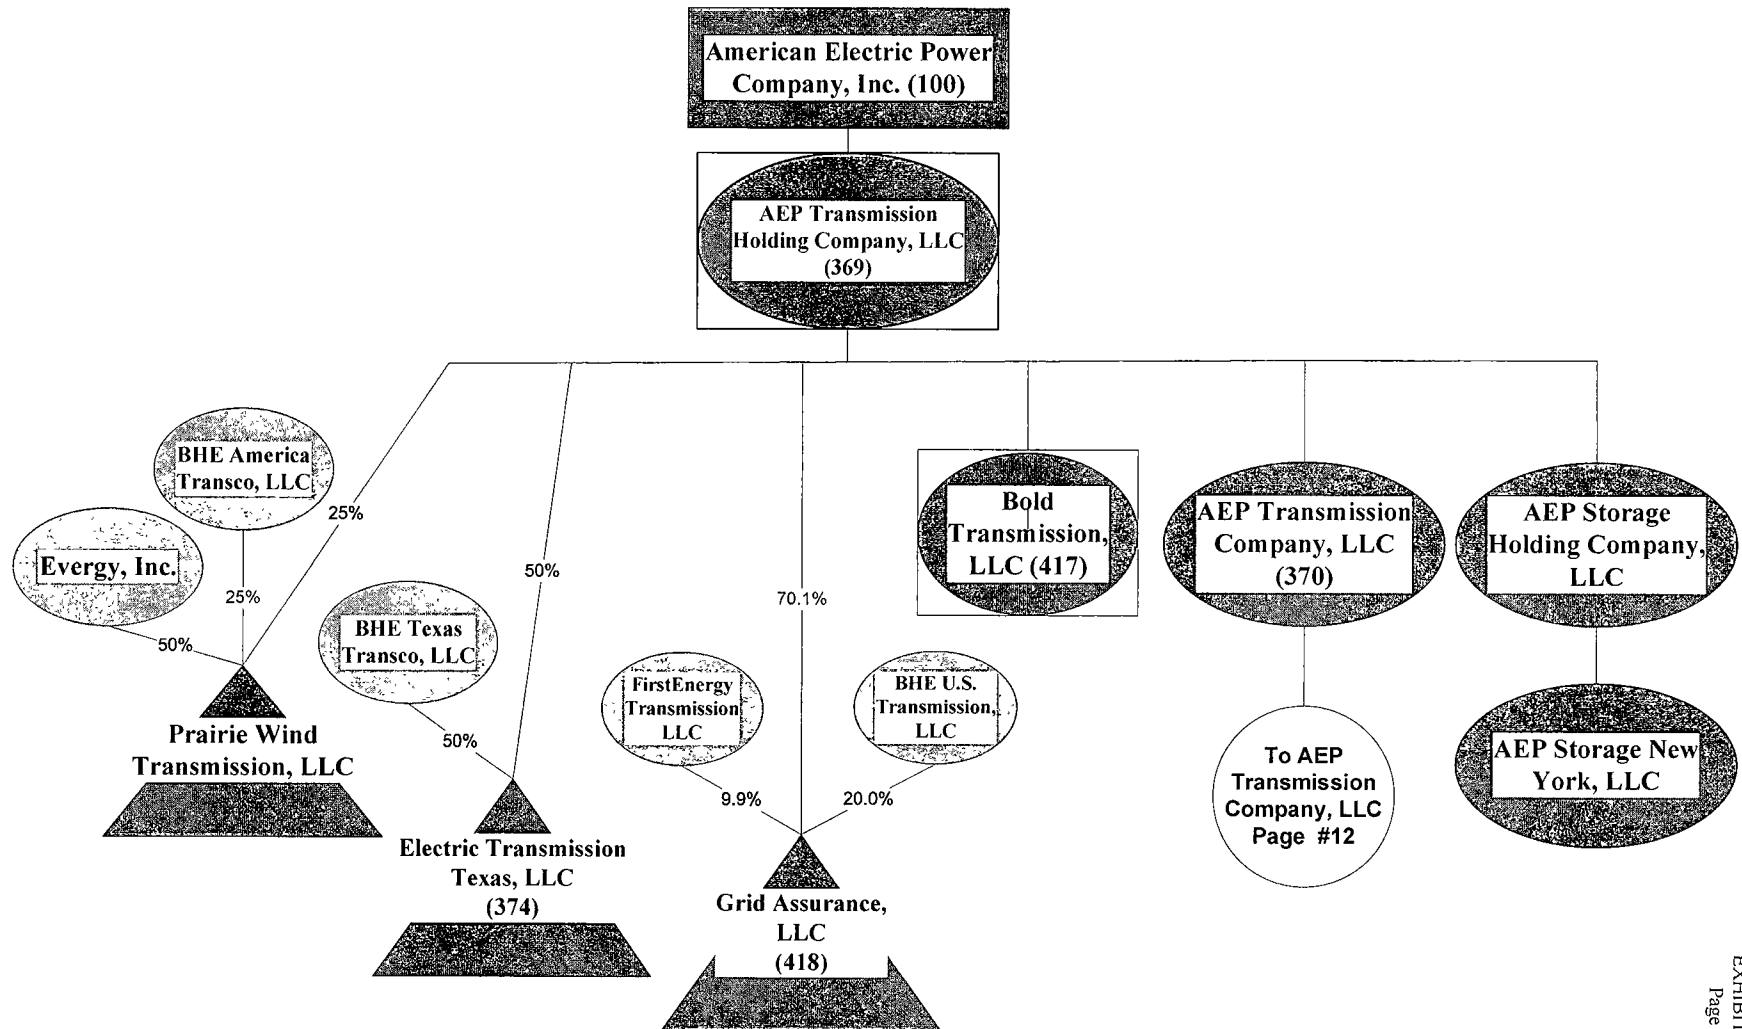 American Electric Power
Company, Inc. (100)
AEP Transmission
Holding Company, LLC
(369)
BHE America
Transco, LLC
25%
Evergy, Inc.
25%
50%
50%
Prairie Wind
Transmission, LLC
BHE Texas
Transco, LLC
50%
Electric Transmission
Texas, LLC
(374)
70.1%
FirstEnergy
Transmission
LLC
BHE U.S.
Transmission,
LLC
9.9%
20.0%
Grid Assurance,
LLC
(418)
Bold
Transmission,
LLC (417)
AEP Transmission
Company, LLC
(370)
AEP Storage
Holding Company,
LLC
To AEP
Transmission
Company, LLC
Page #12
AEP Storage New
York, LLC
EXHIBIT
Page